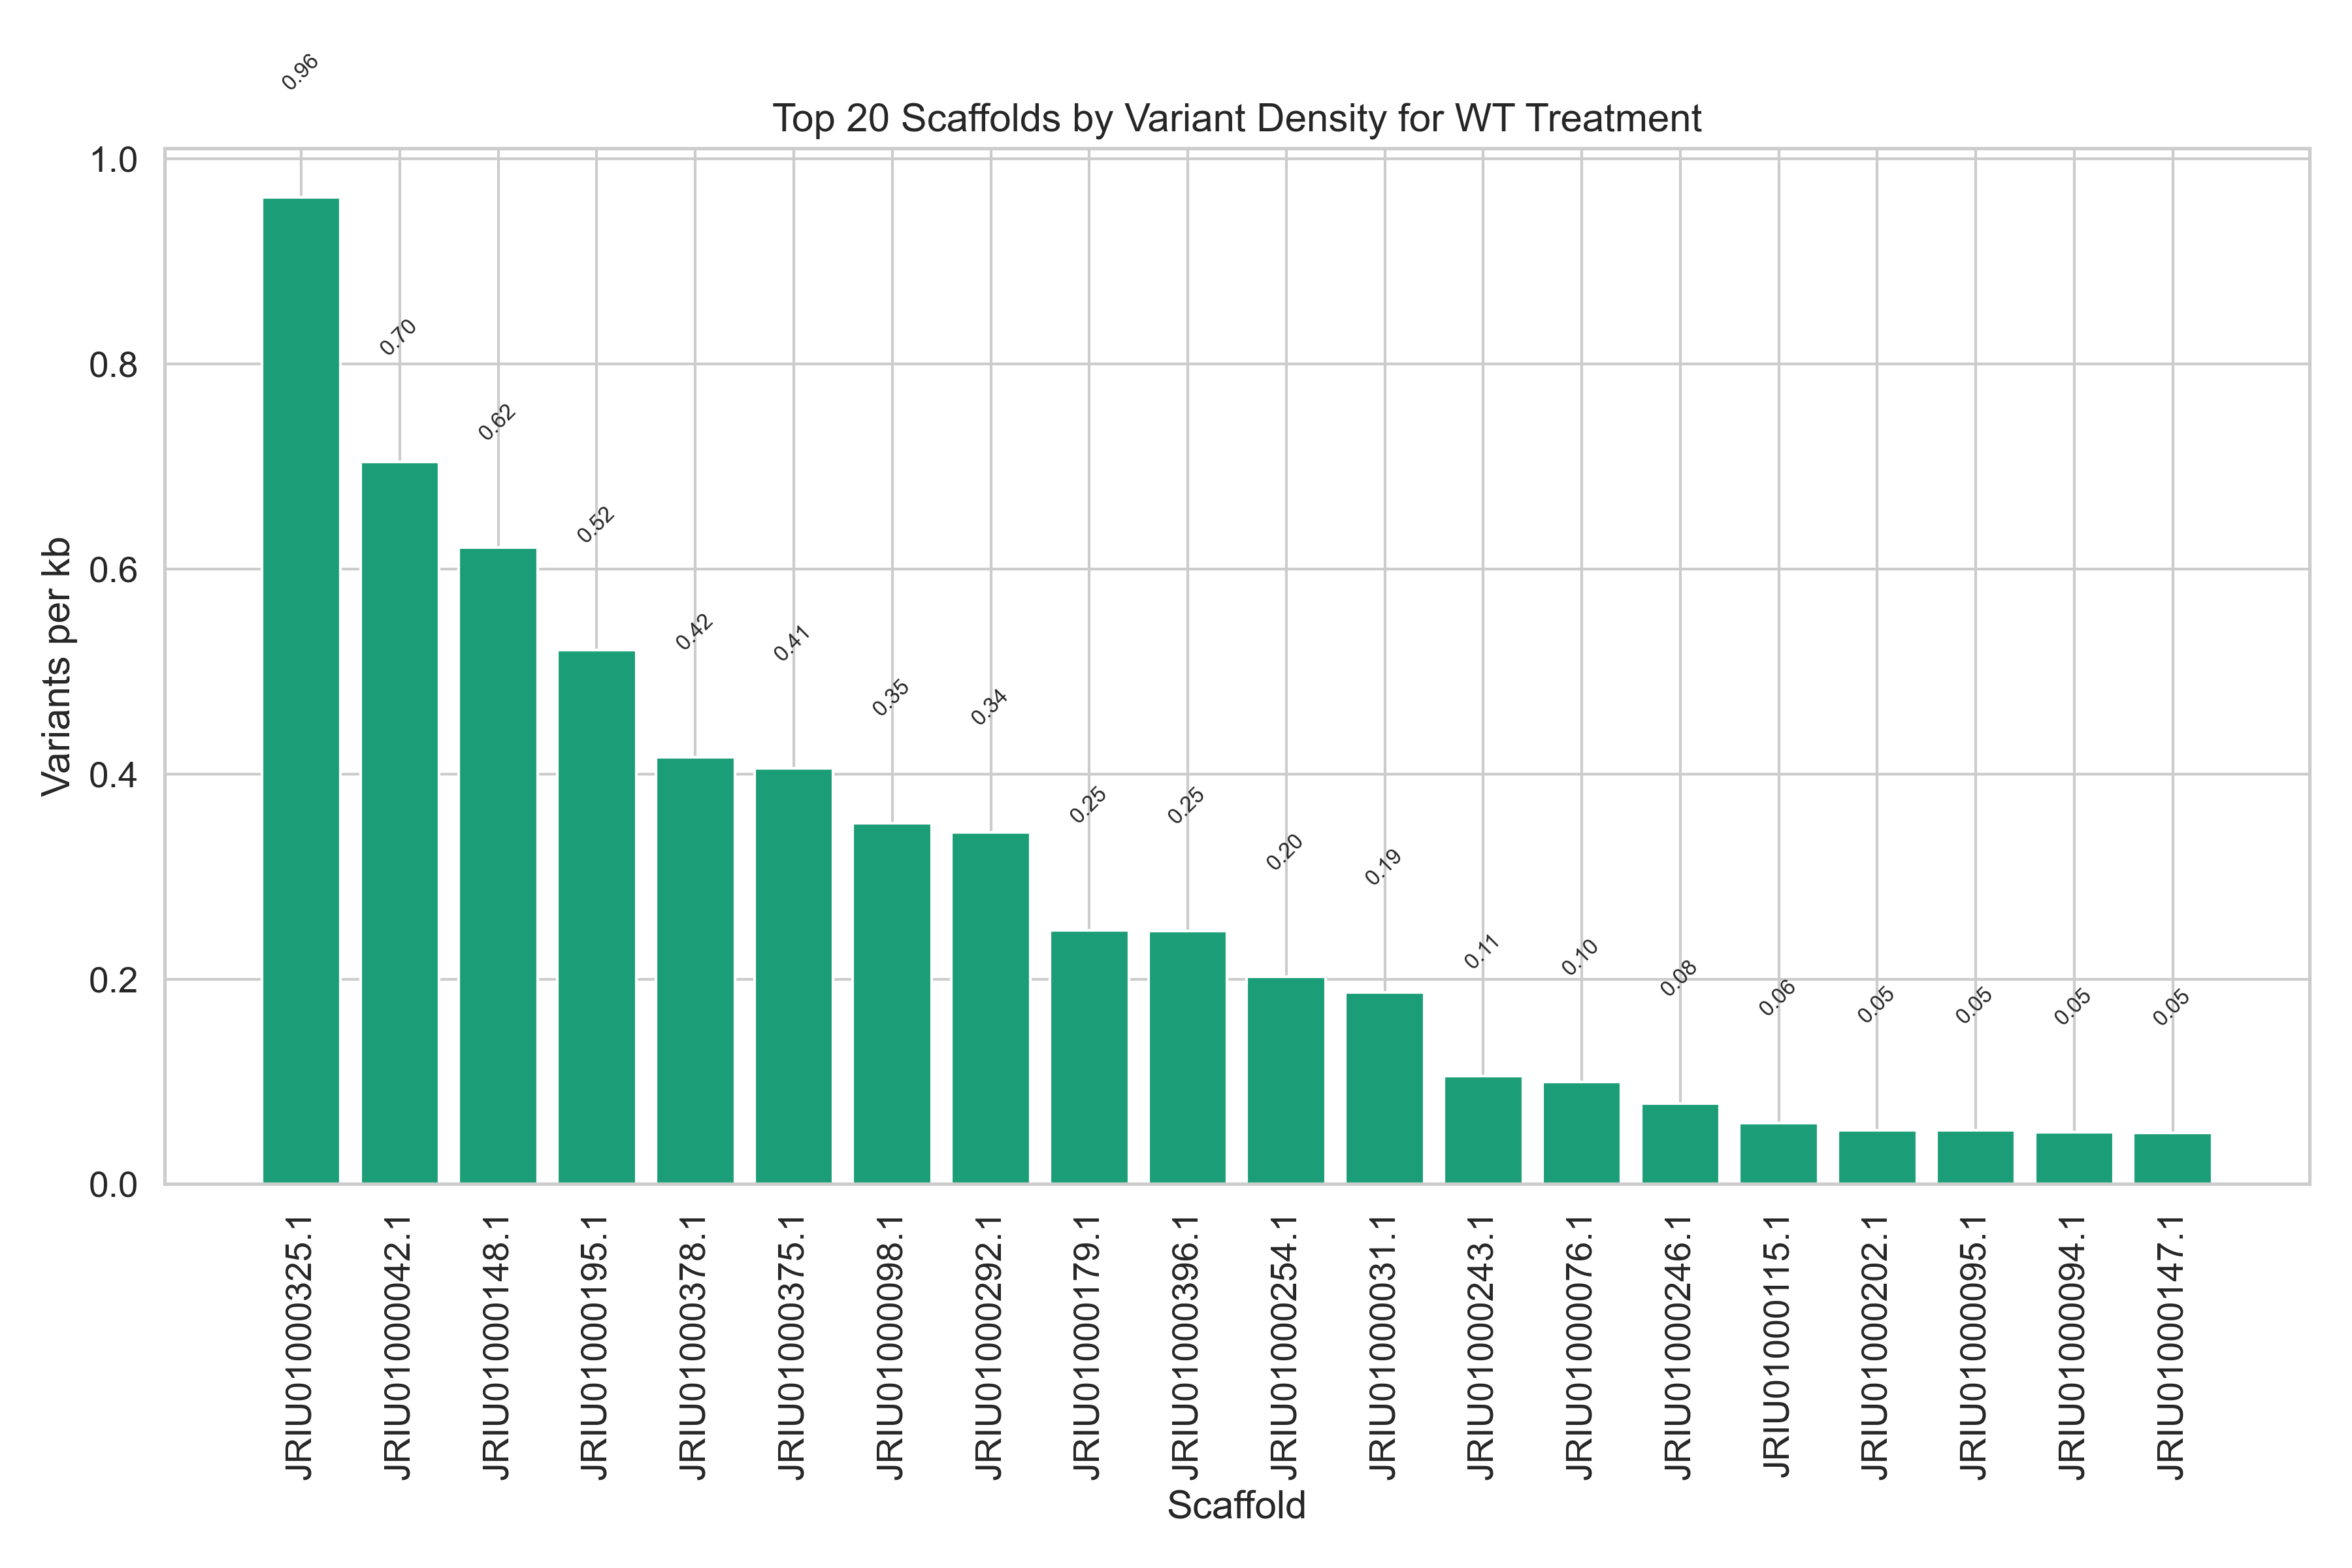 0.96
Top 20 Scaffolds by Variant Density for WT Treatment
1.0
0.8
0.6
0.4
0.2
0.0
Variants per kb
0.70
0.62
0.52
0.42
0.41
0.35
0.34
0.25
0.25
0.20
0.19
0.11
0.10
0.08
0.06
0.05
0.05
0.05
0.05
JRIU01000325.1
JRIU01000042.1
JRIU01000148.1
JRIU01000195.1
JRIU01000378.1
JRIU01000375.1
JRIU01000098.1
JRIU01000292.1
JRIU01000179.1
JRIU01000396.1
JRIU01000254.1
JRIU01000031.1
JRIU01000243.1
JRIU01000076.1
JRIU01000246.1
JRIU01000115.1
JRIU01000202.1
JRIU01000095.1
JRIU01000094.1
JRIU01000147.1
Scaffold